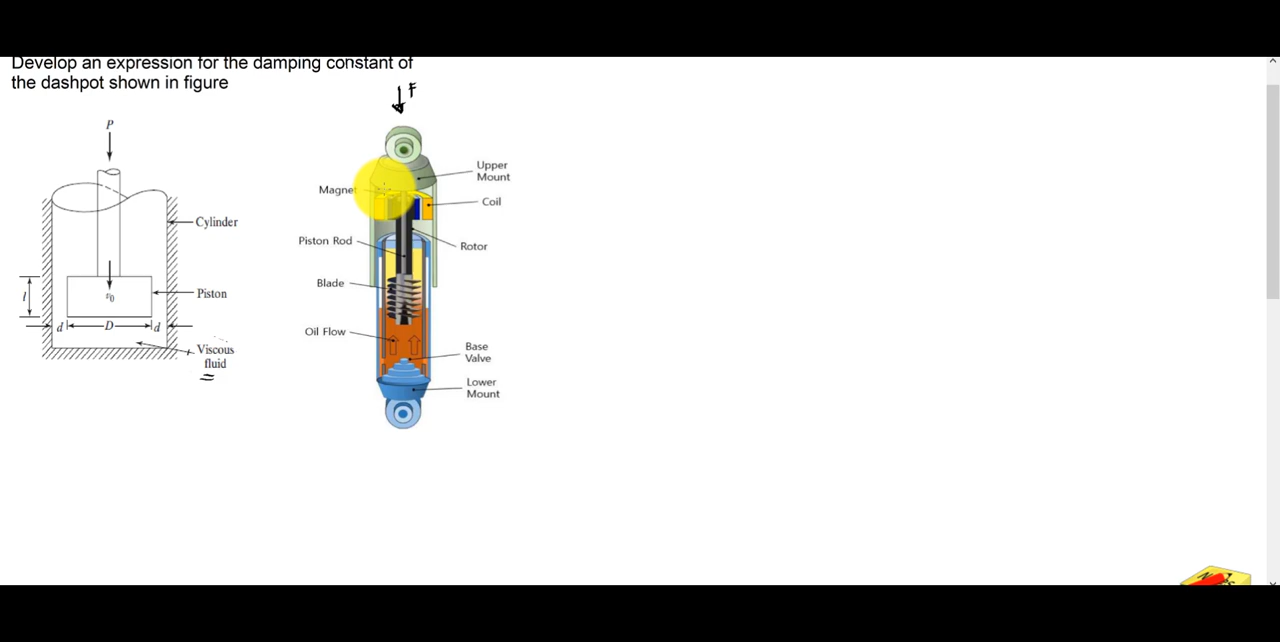 Develop an expression for the damping constant of
the dashpot shown in figure
F
P
Cylinder
l
v₀
Piston
d
D
d
Viscous
fluid
Upper
Mount
Magnet
Coil
Piston Rod
Rotor
Blade
Oil Flow
Base
Valve
Lower
Mount